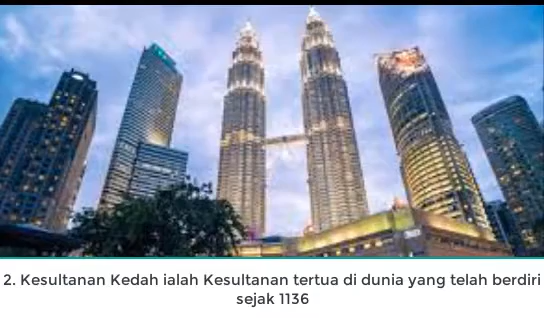 2. Kesultanan Kedah ialah Kesultanan tertua di dunia yang telah berdiri
sejak 1136